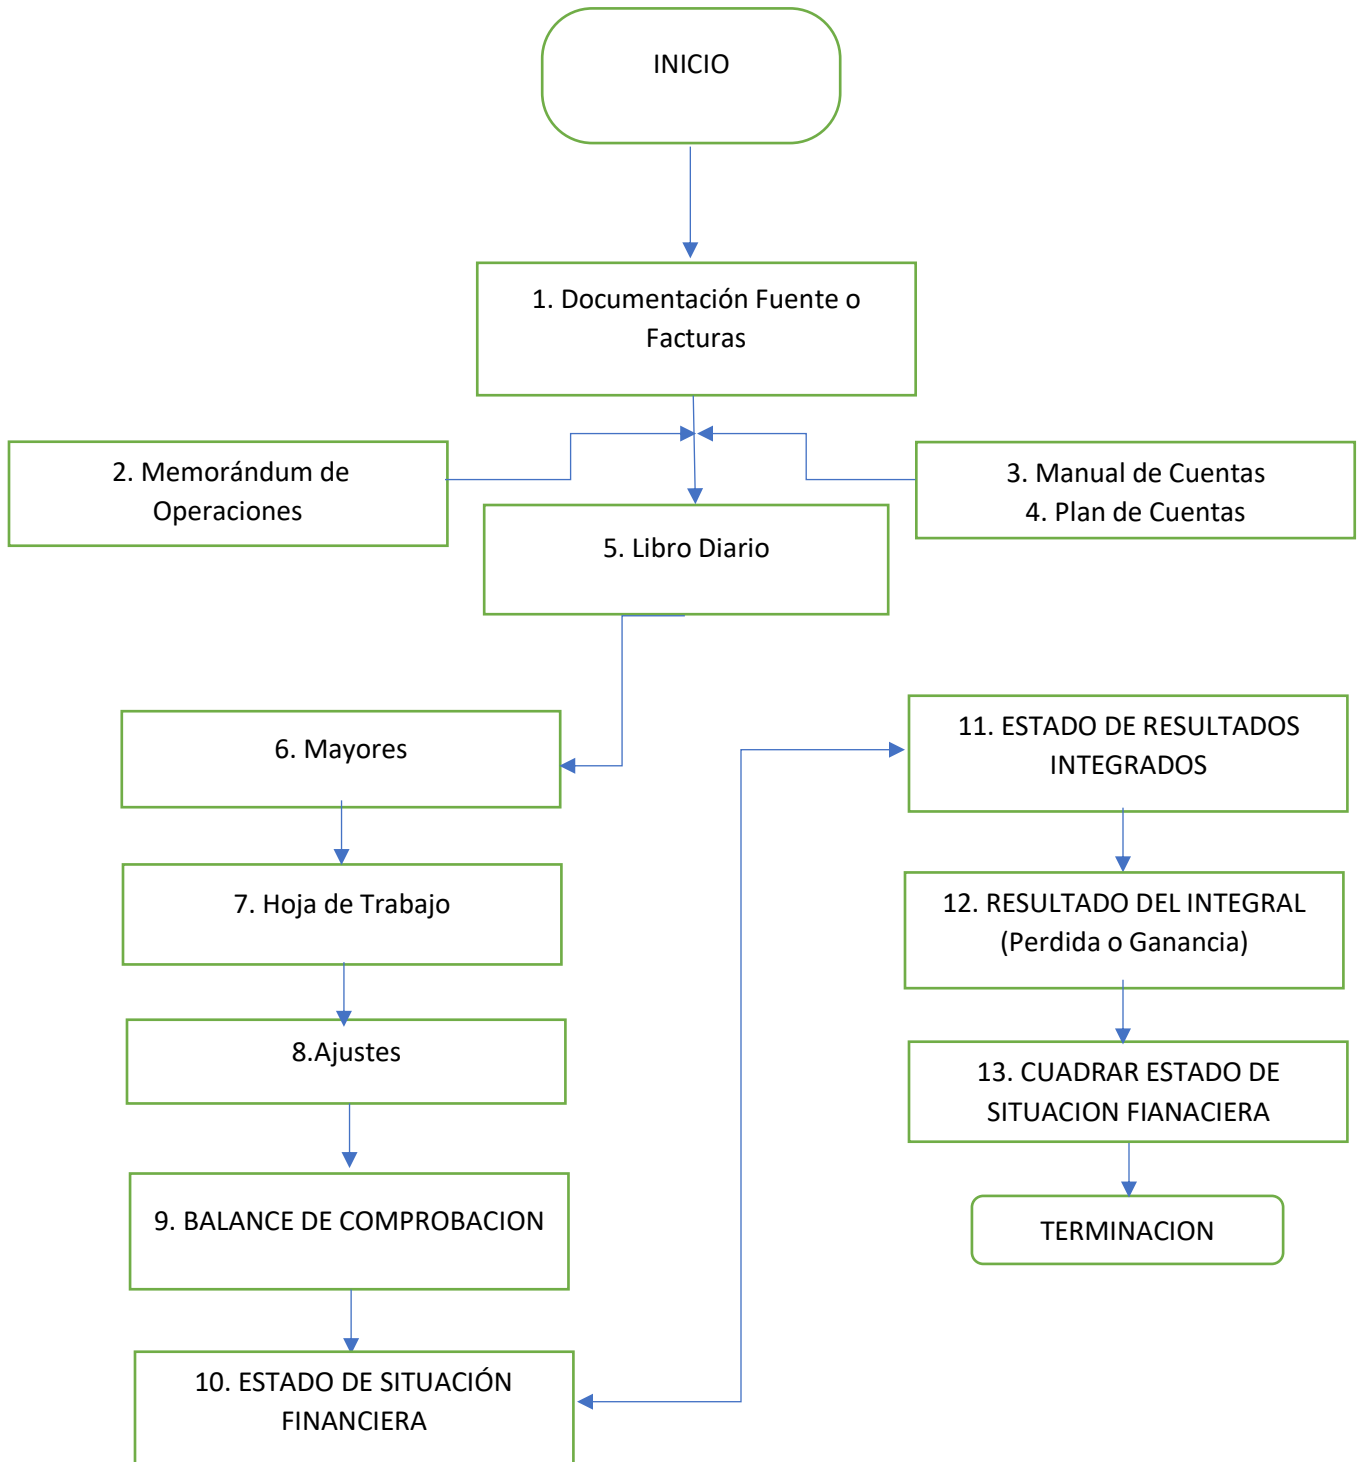 INICIO
1. Documentación Fuente o
Facturas
2. Memorándum de
Operaciones
3. Manual de Cuentas
4. Plan de Cuentas
5. Libro Diario
6. Mayores
7. Hoja de Trabajo
8.Ajustes
9. BALANCE DE COMPROBACION
10. ESTADO DE SITUACIÓN
FINANCIERA
11. ESTADO DE RESULTADOS
INTEGRADOS
12. RESULTADO DEL INTEGRAL
(Perdida o Ganancia)
13. CUADRAR ESTADO DE
SITUACION FIANACIERA
TERMINACION